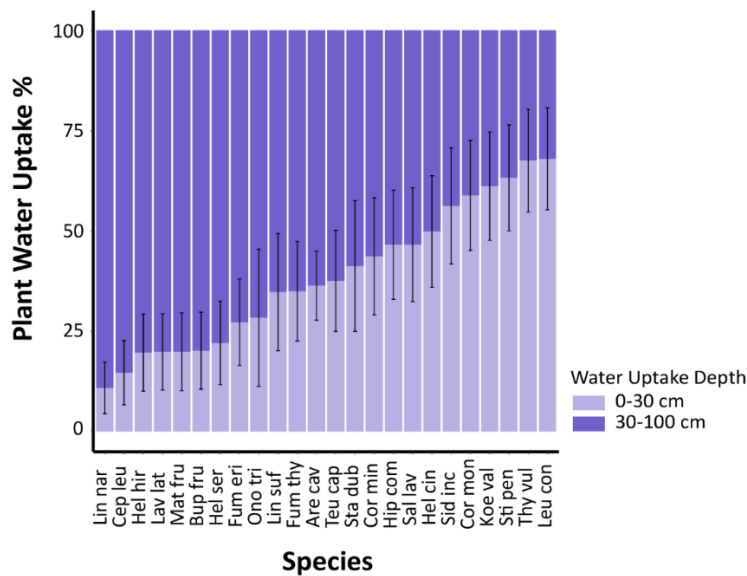 Plant Water Uptake %
100
75
50
25
0
Lin nar
Cep leu
Hel hir
Lav lat
Mat fru
Bup fru
Hel ser
Fum eri
Ono tri
Lin suf
Fum thy
Are cav
Teu cap
Sta dub
Cor min
Hip com
Sal lav
Hel cin
Sid inc
Cor mon
Koe val
Sti pen
Thy vul
Leu con
Species
Water Uptake Depth
0-30 cm
30-100 cm